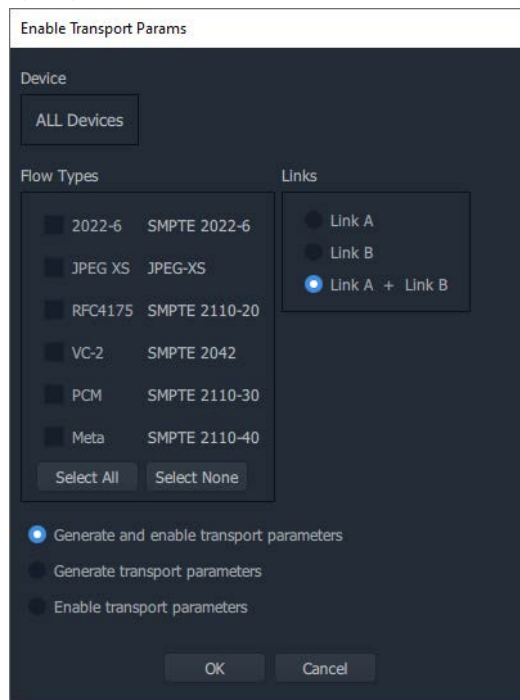 Enable Transport Params
Device
ALL Devices
Flow Types
Links
2022-6 SMPTE 2022-6
JPEG XS JPEG-XS
RFC4175 SMPTE 2110-20
VC-2 SMPTE 2042
PCM SMPTE 2110-30
Meta SMPTE 2110-40
Select All Select None
Link A
Link B
Link A + Link B
Generate and enable transport parameters
Generate transport parameters
Enable transport parameters
OK Cancel